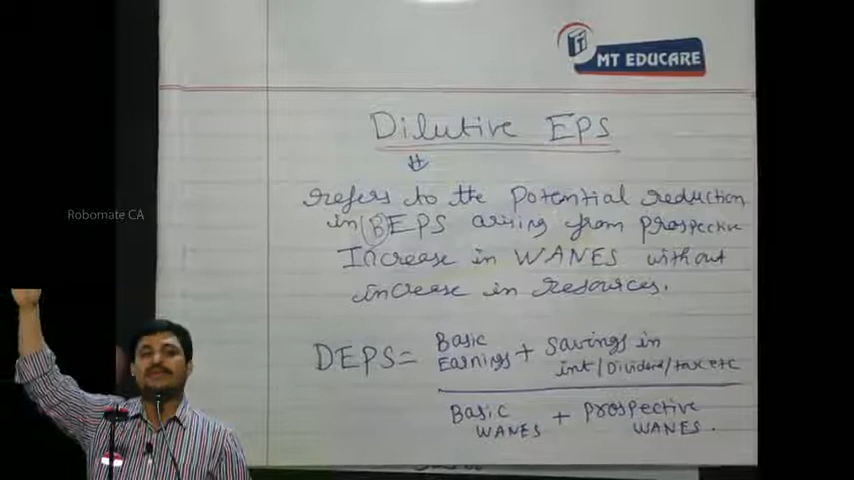 MT EDUCARE
Dilutive EPS
refers to the potential reduction
in (B)EPS arising from prospective
Increase in WANES without
increase in resources.
DEPS = Basic Earnings + Savings in int/Dividend/tax etc
Basic WANES + Prospective WANES.
Robomate CA